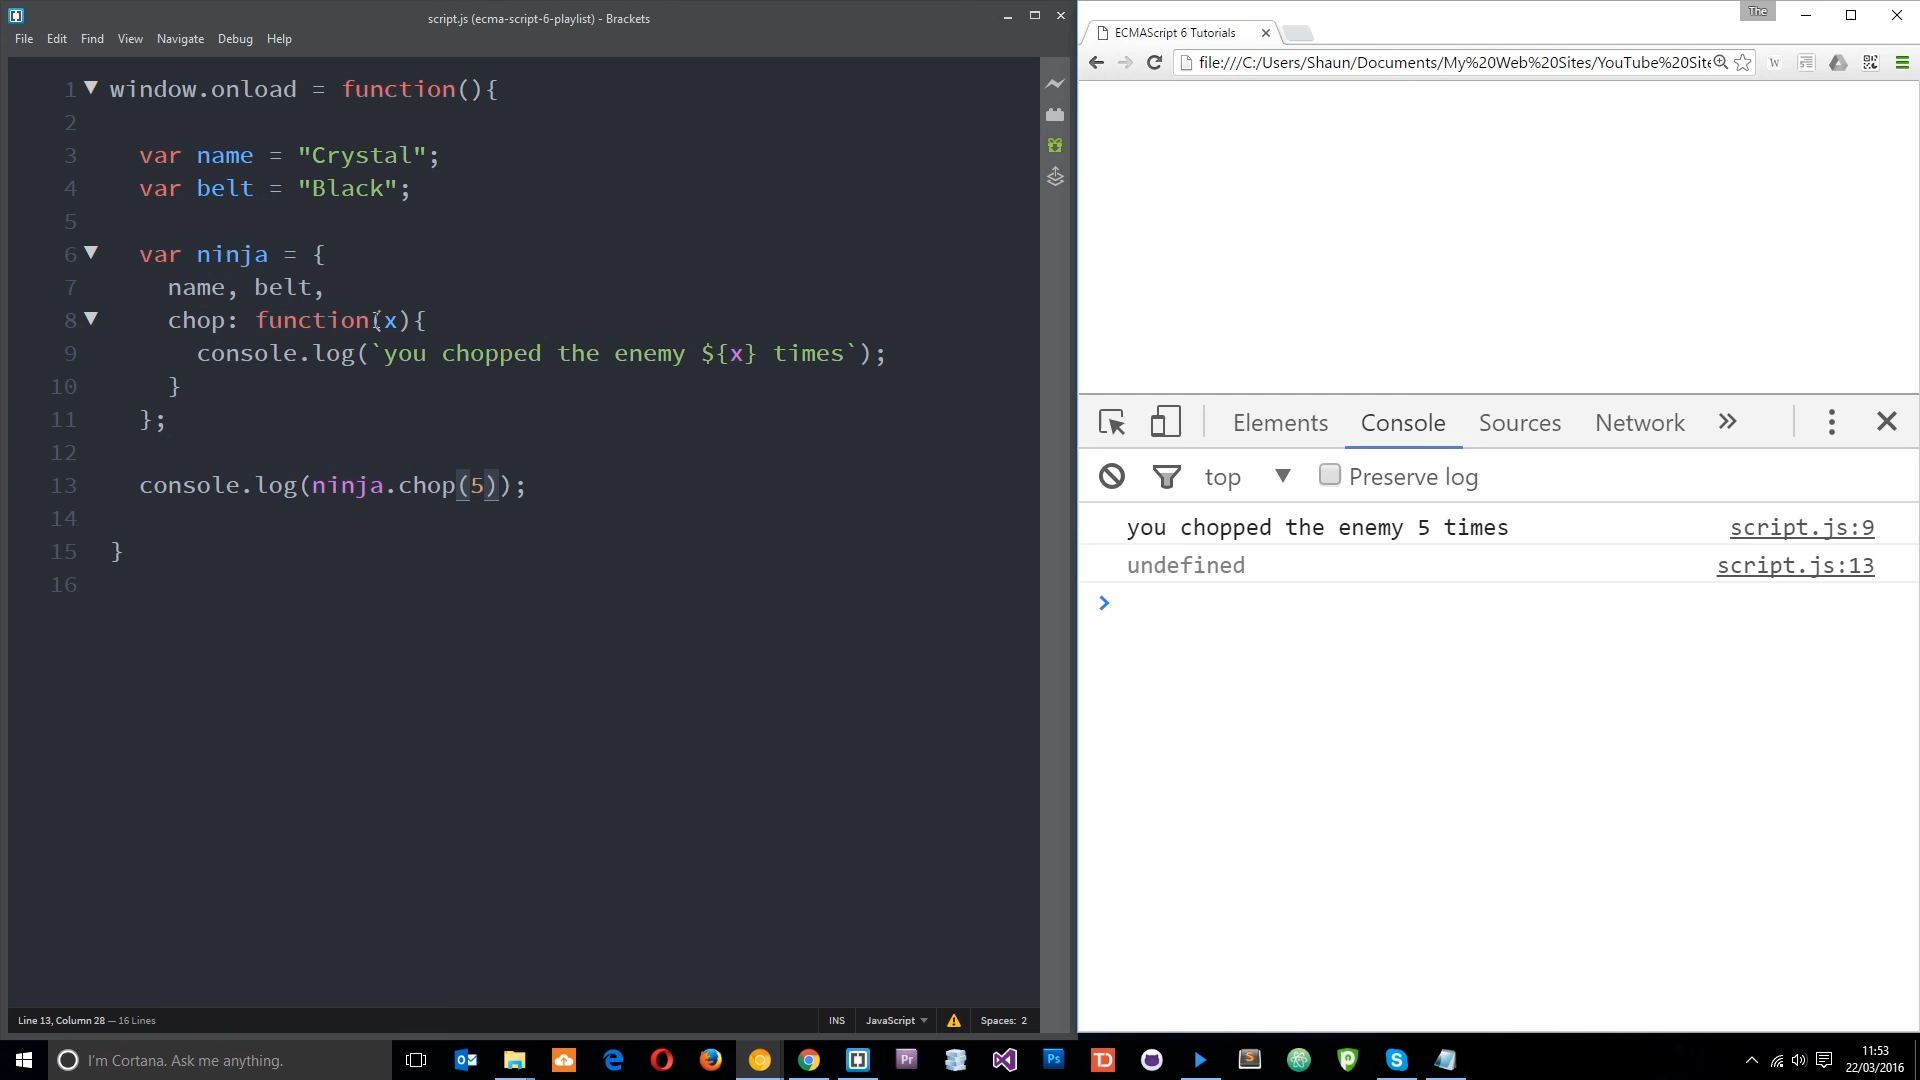 script.js (ecma-script-6-playlist) - Brackets
File Edit Find View Navigate Debug Help
1 window.onload = function(){
2
3 var name = "Crystal";
4 var belt = "Black";
5
6 var ninja = {
7 name, belt,
8 chop: function(x){
9 console.log(`you chopped the enemy ${x} times`);
10 }
11 };
12
13 console.log(ninja.chop(5));
14
15 }
16
Line 13, Column 28 — 16 Lines
INS JavaScript Spaces: 2
The
ECMAScript 6 Tutorials
file:///C:/Users/Shaun/Documents/My%20Web%20Sites/YouTube%20Site
W
Elements Console Sources Network
top Preserve log
you chopped the enemy 5 times script.js:9
undefined script.js:13
I'm Cortana. Ask me anything.
Pr
Ps
11:53
22/03/2016